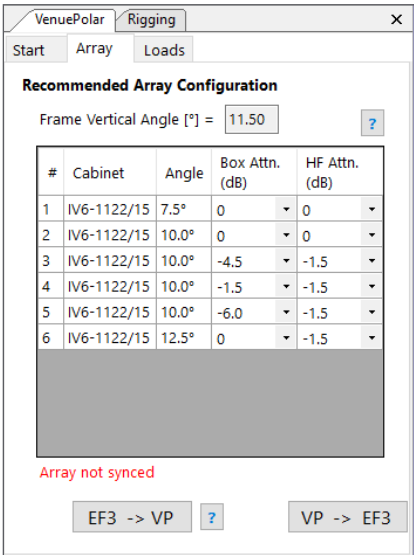 VenuePolar Rigging x
Start Array Loads
Recommended Array Configuration
Frame Vertical Angle [°] = 11.50
?
# Cabinet Angle Box Attn. (dB) HF Attn. (dB)
1 IV6-1122/15 7.5° 0 0
2 IV6-1122/15 10.0° 0 0
3 IV6-1122/15 10.0° -4.5 -1.5
4 IV6-1122/15 10.0° -1.5 -1.5
5 IV6-1122/15 10.0° -6.0 -1.5
6 IV6-1122/15 12.5° 0 -1.5
Array not synced
EF3 -> VP ? VP -> EF3